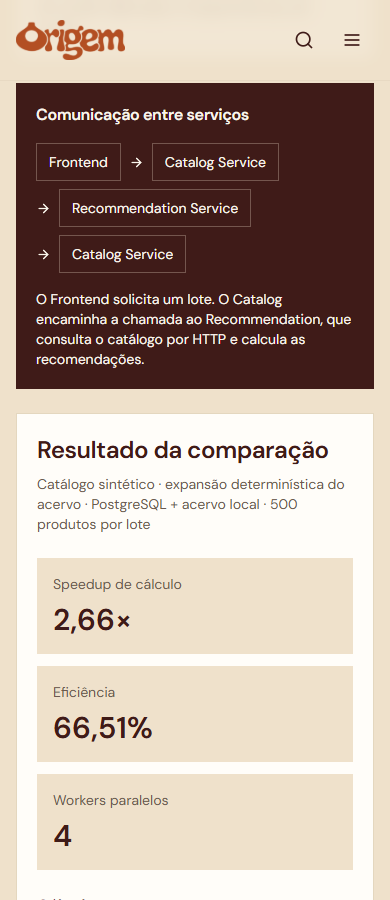 Origem
Comunicação entre serviços
Frontend → Catalog Service
→ Recommendation Service
→ Catalog Service
O Frontend solicita um lote. O Catalog
encaminha a chamada ao Recommendation, que
consulta o catálogo por HTTP e calcula as
recomendações.
Resultado da comparação
Catálogo sintético · expansão determinística do
acervo · PostgreSQL + acervo local · 500
produtos por lote
Speedup de cálculo
2,66×
Eficiência
66,51%
Workers paralelos
4